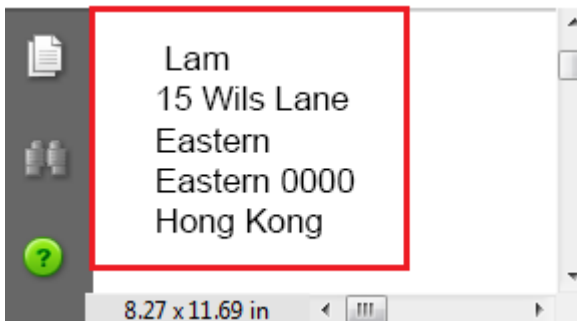 Lam
15 Wils Lane
Eastern
Eastern 0000
Hong Kong
?
8.27 x 11.69 in